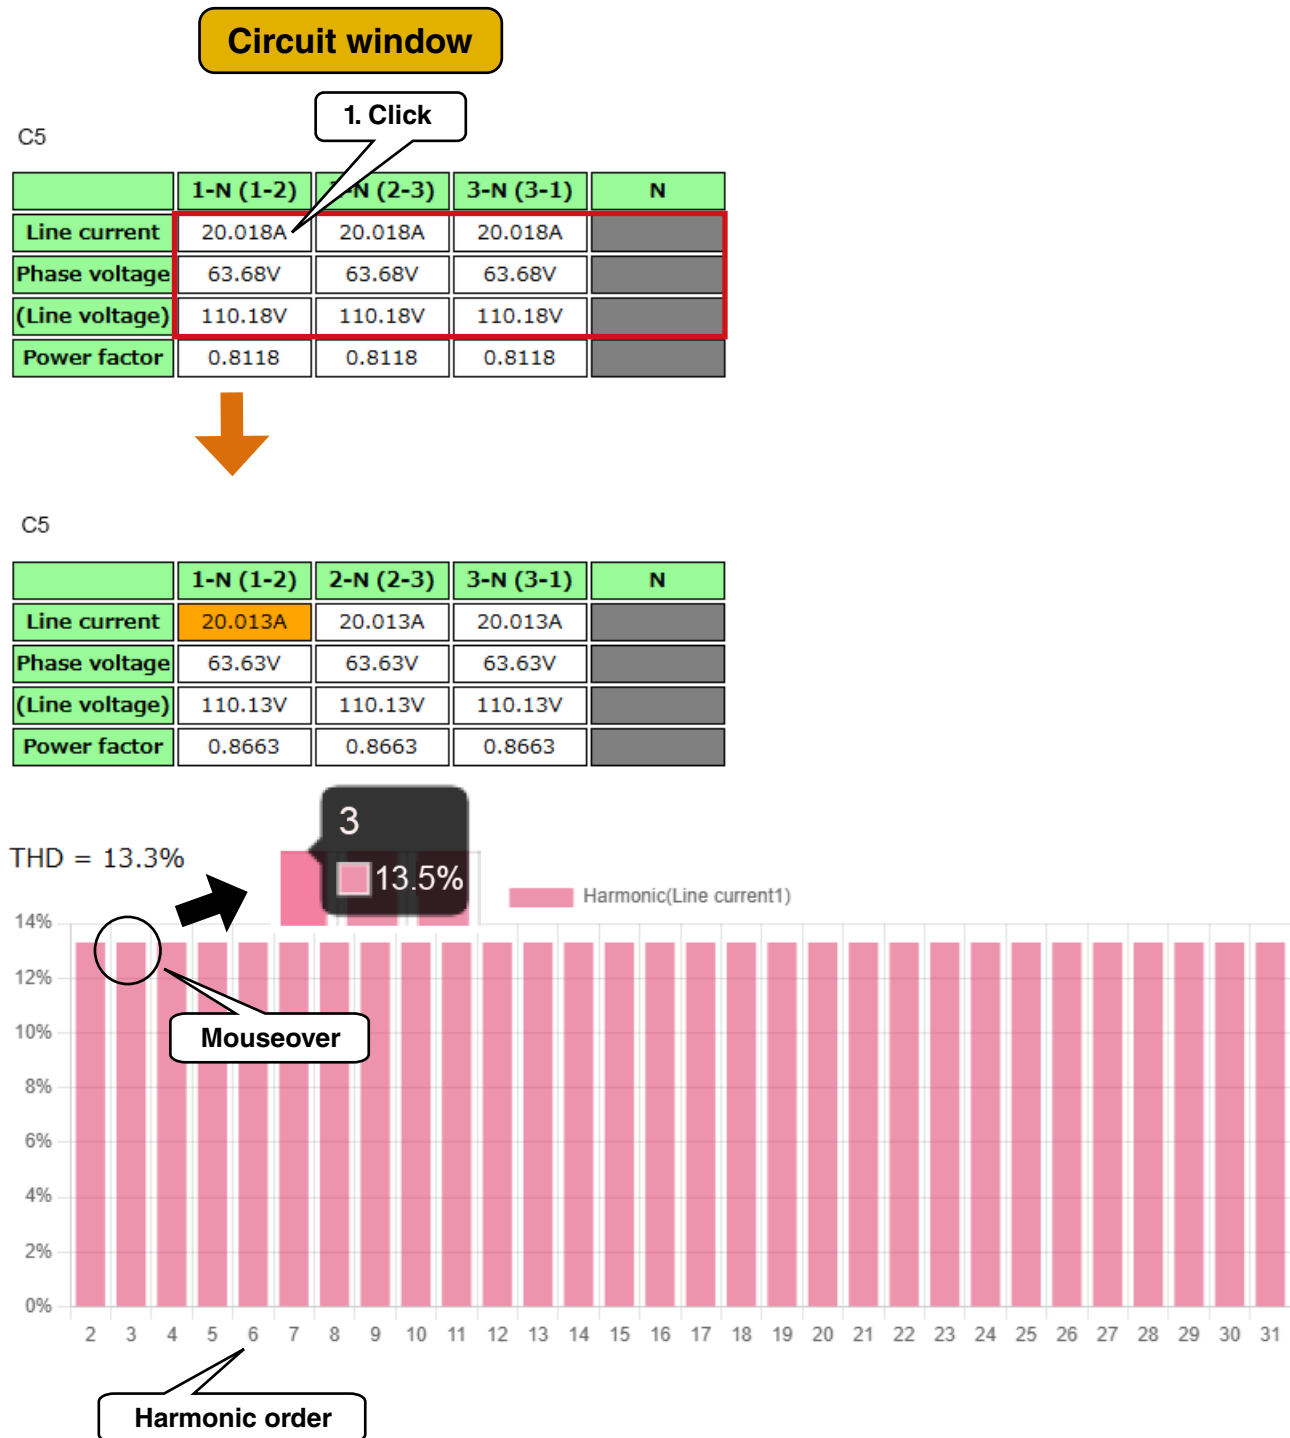 Circuit window
1. Click
C5
1-N (1-2) -N (2-3) 3-N (3-1) N
Line current 20.018A 20.018A 20.018A
Phase voltage 63.68V 63.68V 63.68V
(Line voltage) 110.18V 110.18V 110.18V
Power factor 0.8118 0.8118 0.8118
C5
1-N (1-2) 2-N (2-3) 3-N (3-1) N
Line current 20.013A 20.013A 20.013A
Phase voltage 63.63V 63.63V 63.63V
(Line voltage) 110.13V 110.13V 110.13V
Power factor 0.8663 0.8663 0.8663
3
THD = 13.3%
13.5%
Harmonic(Line current1)
14%
12%
Mouseover
10%
8%
6%
4%
2%
0%
2 3 4 5 6 7 8 9 10 11 12 13 14 15 16 17 18 19 20 21 22 23 24 25 26 27 28 29 30 31
Harmonic order